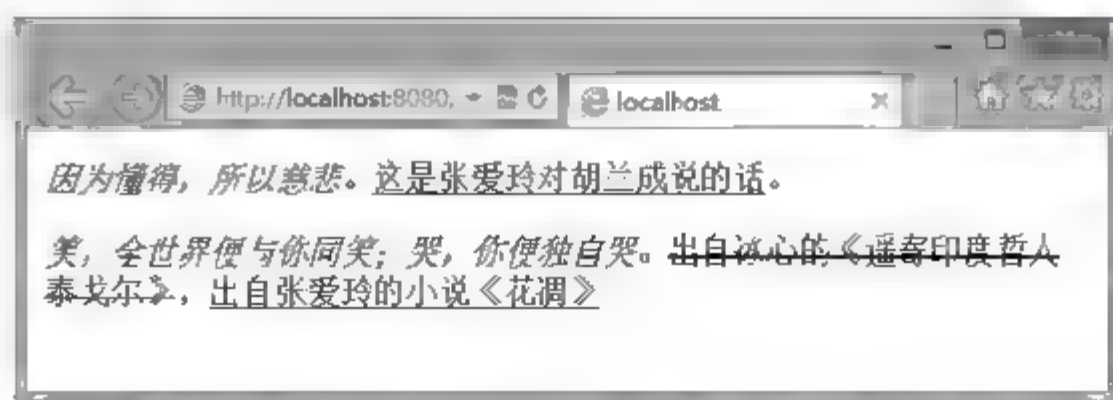 http://localhost:8080,
localhost
因为懂得，所以慈悲。这是张爱玲对胡兰成说的话。
笑，全世界便与你同笑；哭，你便独自哭。出自冰心的《遥寄印度哲人
泰戈尔》，出自张爱玲的小说《花凋》